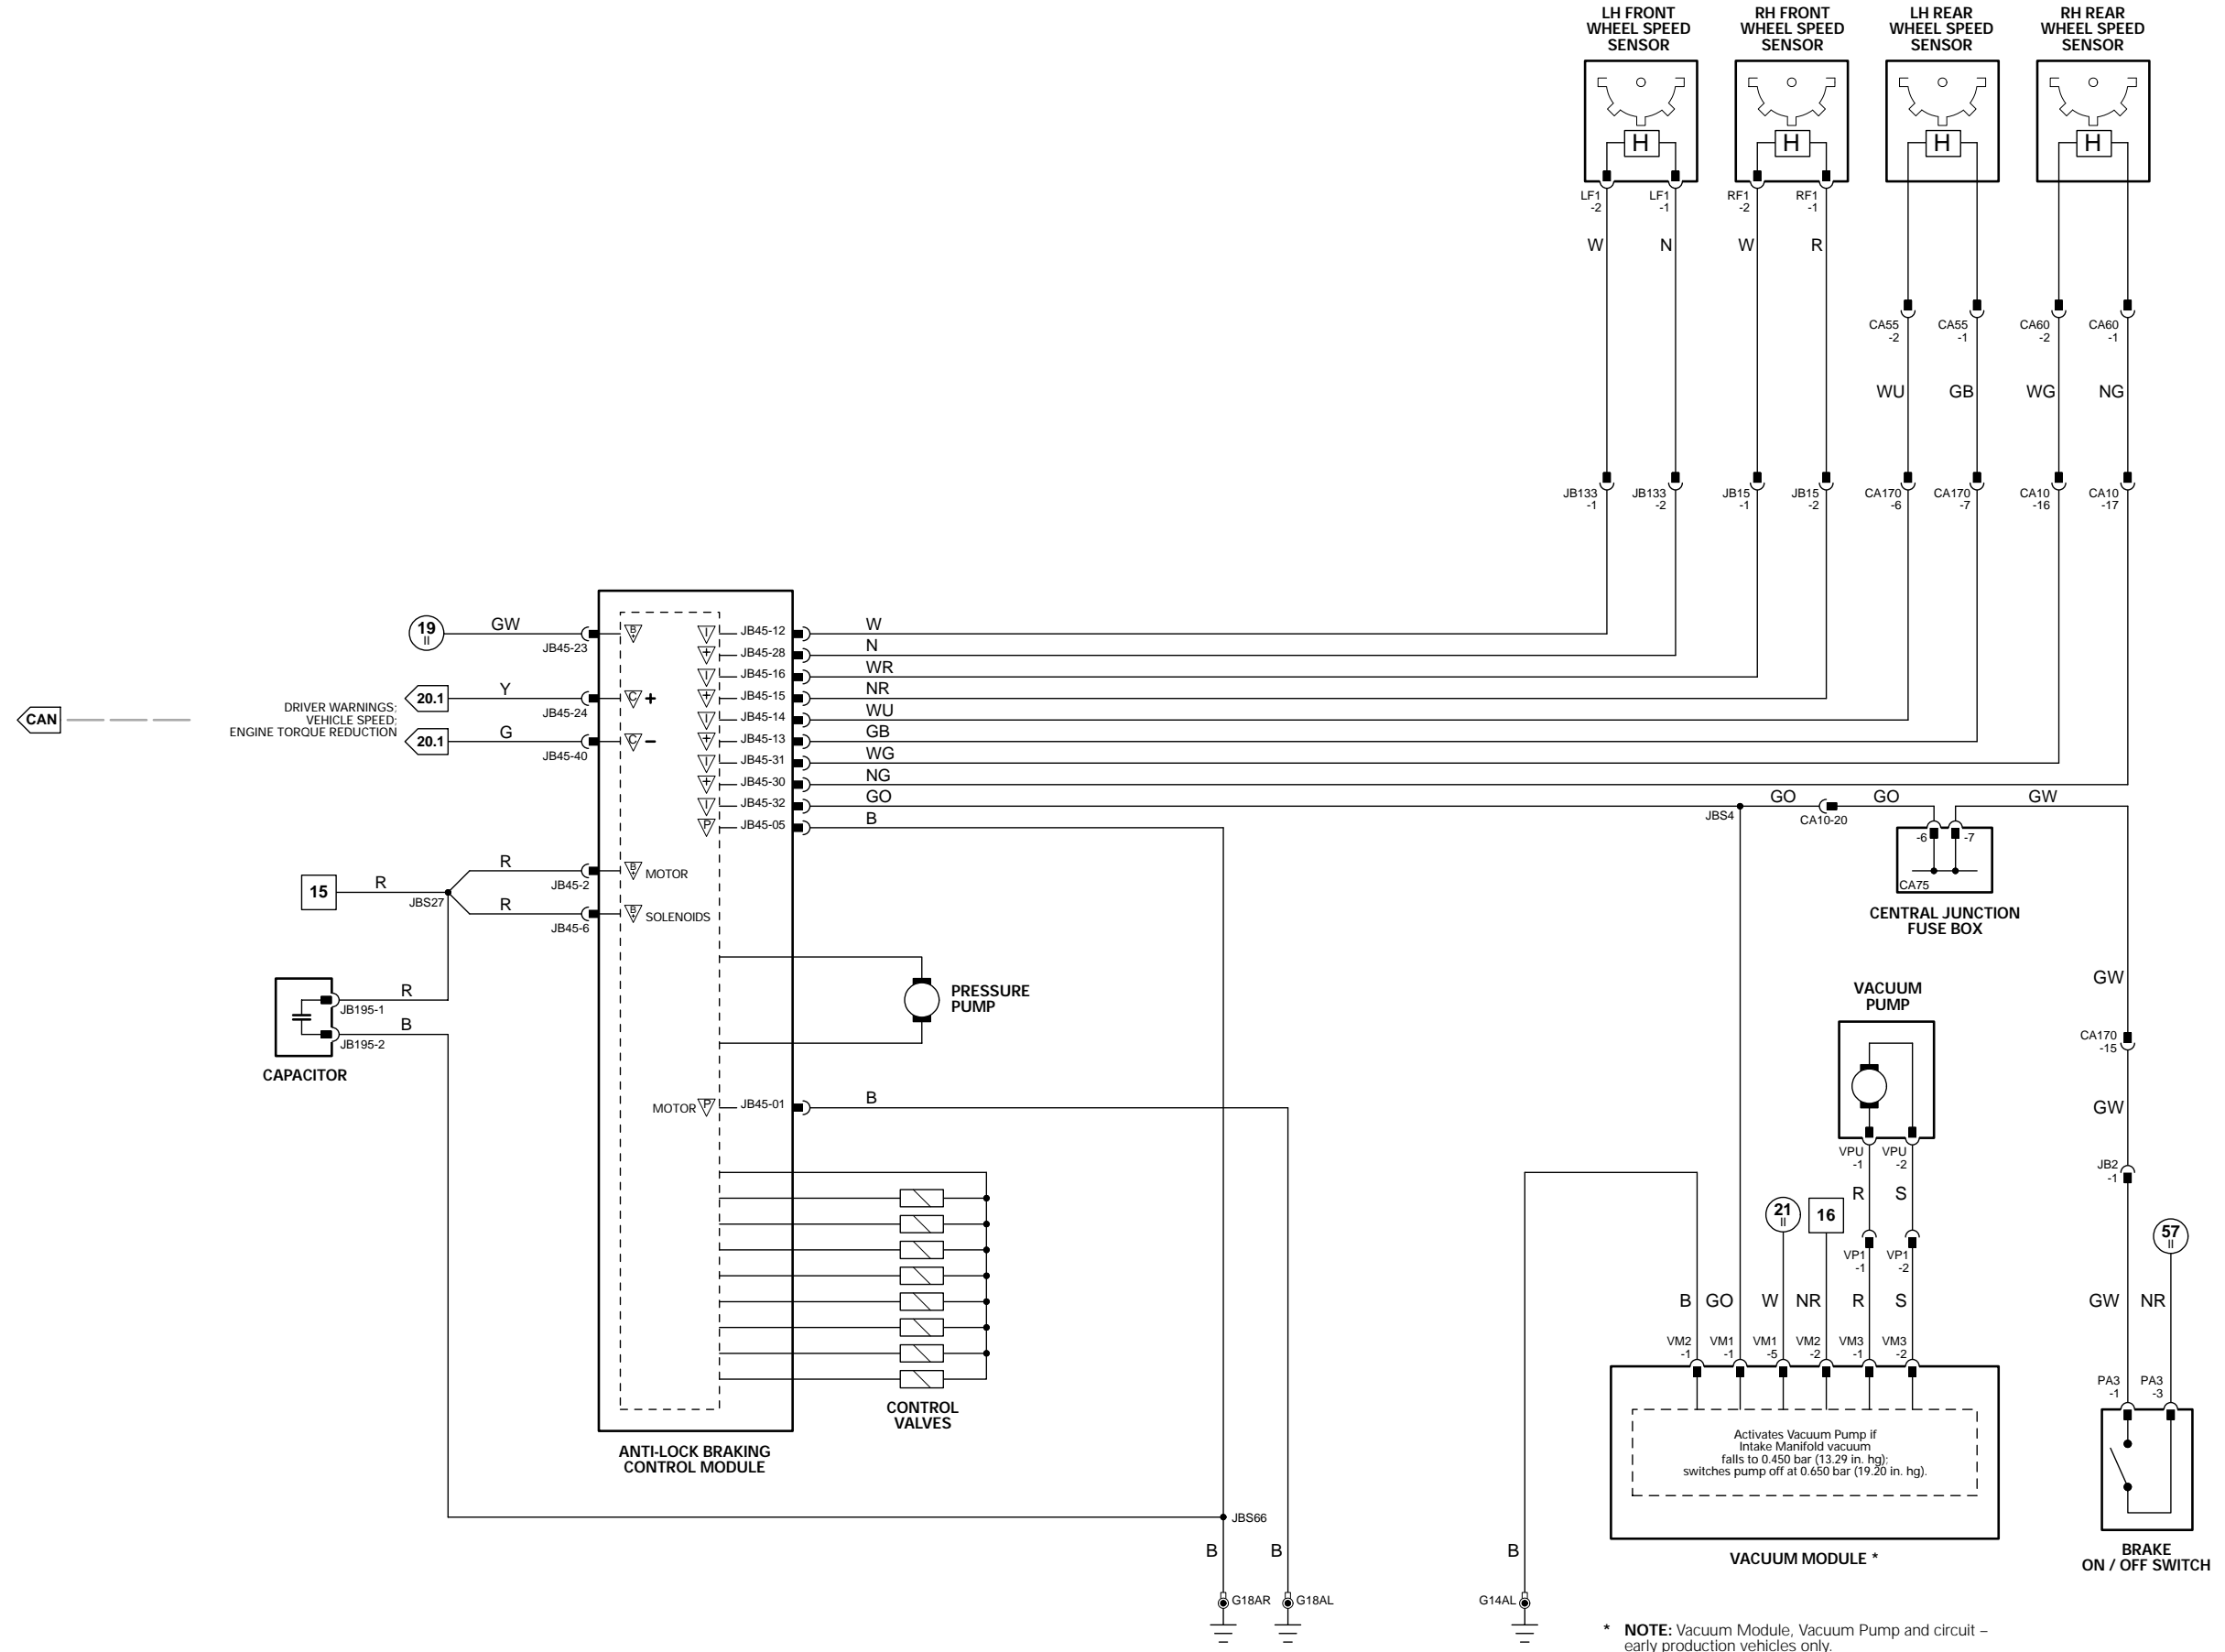 LH FRONT
WHEEL SPEED
SENSOR
RH FRONT
WHEEL SPEED
SENSOR
LH REAR
WHEEL SPEED
SENSOR
RH REAR
WHEEL SPEED
SENSOR
H
H
H
H
LF1
-2
LF1
-1
RF1
-2
RF1
-1
W
N
W
R
CA55
-2
CA55
-1
CA60
-2
CA60
-1
WU
GB
WG
NG
JB133
-1
JB133
-2
JB15
-1
JB15
-2
CA170
-6
CA170
-7
CA10
-16
CA10
-17
19
II
GW
JB45-23
B
+
I
JB45-12
W
+
JB45-28
N
I
JB45-16
WR
20.1
Y
JB45-24
C
+
+
JB45-15
NR
CAN
DRIVER WARNINGS;
VEHICLE SPEED;
ENGINE TORQUE REDUCTION
I
JB45-14
WU
20.1
G
JB45-40
C
–
+
JB45-13
GB
I
JB45-31
WG
+
JB45-30
NG
I
JB45-32
GO
JBS4
GO
CA10-20
GO
GW
P
JB45-05
B
-6
-7
CA75
CENTRAL JUNCTION
FUSE BOX
15
R
JBS27
R
JB45-2
B
+
MOTOR
R
JB45-6
B
+
SOLENOIDS
R
JB195-1
B
JB195-2
CAPACITOR
PRESSURE
PUMP
GW
VACUUM
PUMP
CA170
-15
MOTOR
P
JB45-01
B
GW
VPU
-1
VPU
-2
JB2
-1
R
S
21
II
16
57
II
VP1
-1
VP1
-2
B
GO
W
NR
R
S
GW
NR
VM2
-1
VM1
-1
VM1
-5
VM2
-2
VM3
-1
VM3
-2
PA3
-1
PA3
-3
CONTROL
VALVES
Activates Vacuum Pump if
Intake Manifold vacuum
falls to 0.450 bar (13.29 in. hg);
switches pump off at 0.650 bar (19.20 in. hg).
ANTI-LOCK BRAKING
CONTROL MODULE
JBS66
B
B
B
VACUUM MODULE *
BRAKE
ON / OFF SWITCH
G18AR
G18AL
G14AL
* NOTE: Vacuum Module, Vacuum Pump and circuit –
early production vehicles only.